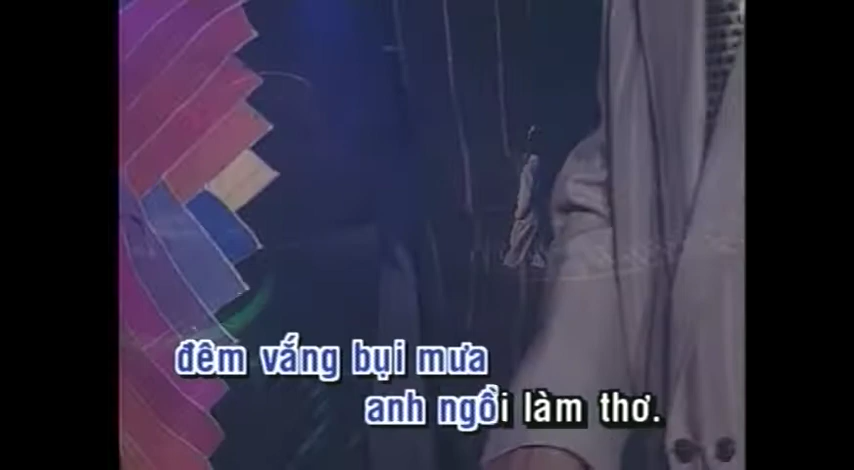 đêm vắng bụi mưa
anh ngồi làm thơ.